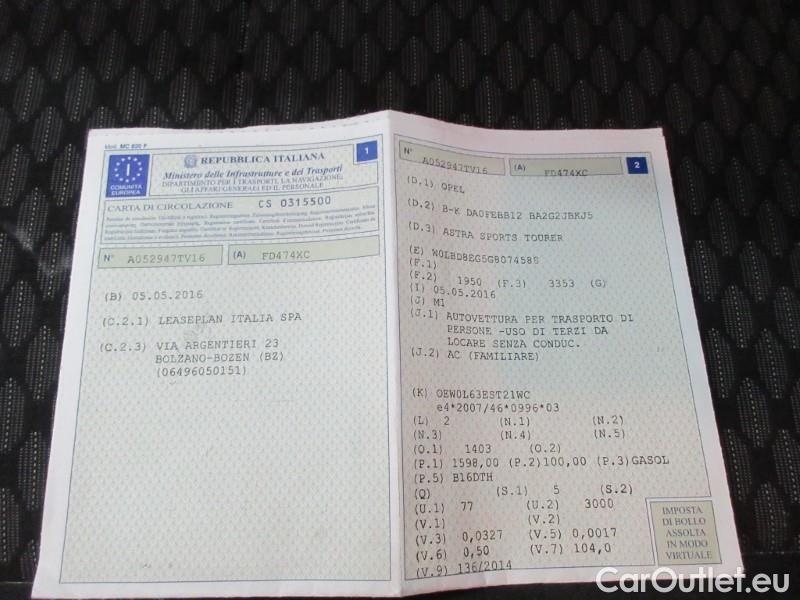 Mod. MC 820 F
1
I
COMUNITÀ
EUROPEA
REPUBBLICA ITALIANA
Ministero delle Infrastrutture e dei Trasporti
DIPARTIMENTO PER I TRASPORTI, LA NAVIGAZIONE,
GLI AFFARI GENERALI ED IL PERSONALE
CARTA DI CIRCOLAZIONE CS 0315500
N° A052947TV16 (A) FD474XC
(B) 05.05.2016
(C.2.1) LEASEPLAN ITALIA SPA
(C.2.3) VIA ARGENTIERI 23
BOLZANO-BOZEN (BZ)
(06496050151)
N° A052947TV16 (A) FD474XC 2
(D.1) OPEL
(D.2) B-K DA0FEBB12 BA2G2JBKJ5
(D.3) ASTRA SPORTS TOURER
(E) W0LBD8EG5G8074588
(F.1)
(F.2) 1950 (F.3) 3353 (G)
(I) 05.05.2016
(J) M1
(J.1) AUTOVETTURA PER TRASPORTO DI
PERSONE -USO DI TERZI DA
LOCARE SENZA CONDUC.
(J.2) AC (FAMILIARE)
(K) OEW0L63EST21WC
e4*2007/46*0996*03
(L) 2 (N.1) (N.2)
(N.3) (N.4) (N.5)
(O.1) 1403 (O.2)
(P.1) 1598,00 (P.2)100,00 (P.3)GASOL
(P.5) B16DTH
(Q) (S.1) 5 (S.2)
(U.1) 77 (U.2) 3000
(V.1) (V.2)
(V.3) 0,0327 (V.5) 0,0017
(V.6) 0,50 (V.7) 104,0
(V.9) 136/2014
IMPOSTA
DI BOLLO
ASSOLTA
IN MODO
VIRTUALE
CarOutlet.eu